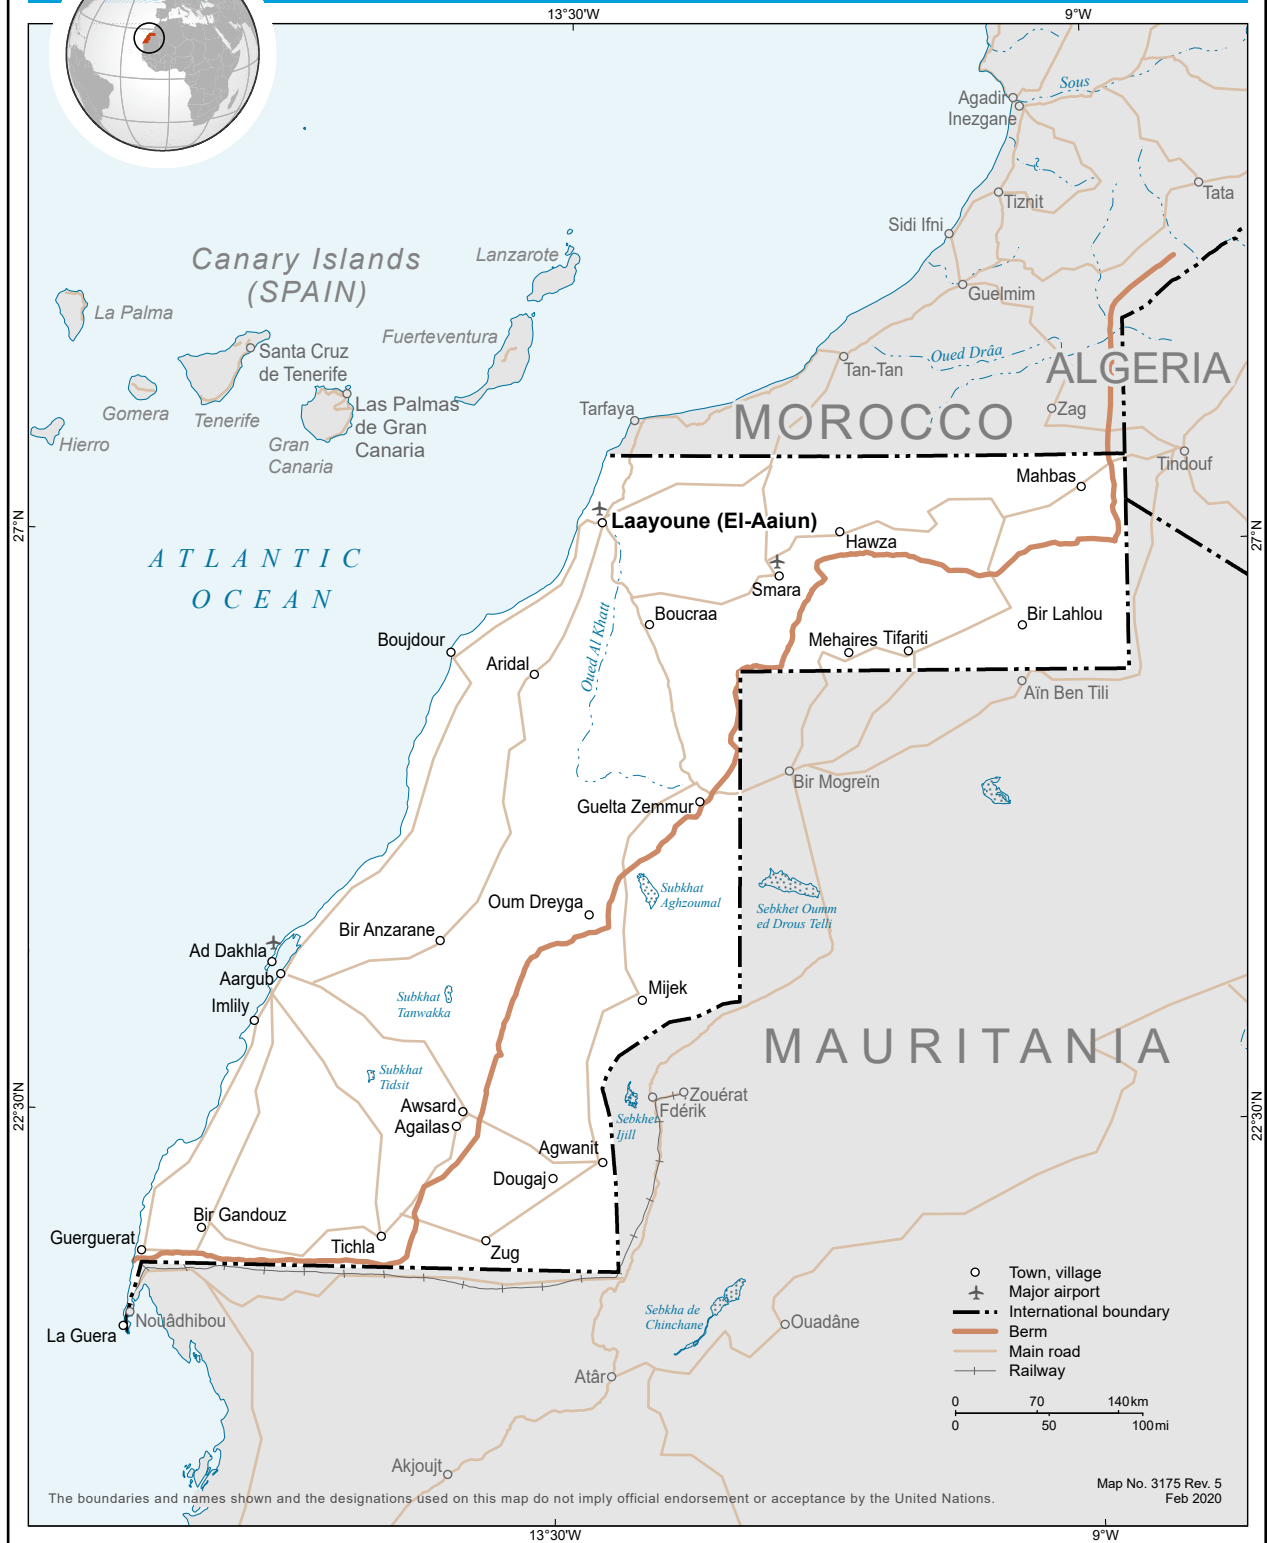 13°30'W
9°W
Sous
Agadir
Inezgane
Tata
Tiznit
Sidi Ifni
Canary Islands
(SPAIN)
Lanzarote
Guelmim
La Palma
Fuerteventura
Santa Cruz
de Tenerife
Oued Drâa
Tan-Tan
ALGERIA
Gomera
Tenerife
Las Palmas
de Gran
Canaria
Tarfaya
Zag
MOROCCO
Hierro
Gran
Canaria
Tindouf
Mahbas
27°N
Laayoune (El-Aaiun)
27°N
Hawza
ATLANTIC
OCEAN
Smara
Boucraa
Bir Lahlou
Oued Al Khatt
Boujdour
Mehaires
Tifariti
Aridal
Aïn Ben Tili
Bir Mogreïn
Guelta Zemmur
Subkhat
Aghzoumal
Oum Dreyga
Sebkhet Oumm
ed Drous Telli
Bir Anzarane
Ad Dakhla
Aargub
Mijek
Imlily
Subkhat
Tanwakka
MAURITANIA
Subkhat
Tidsit
Zouérat
Fdérik
Awsard
Agailas
Sebkhet
Ijill
22°30'N
22°30'N
Agwanit
Dougaj
Bir Gandouz
Guerguerat
Tichla
Zug
Nouâdhibou
La Guera
Sebkha de
Chinchane
Ouadâne
Atâr
Akjoujt
Town, village
Major airport
International boundary
Berm
Main road
Railway
0 70 140 km
0 50 100 mi
Map No. 3175 Rev. 5
Feb 2020
The boundaries and names shown and the designations used on this map do not imply official endorsement or acceptance by the United Nations.
13°30'W
9°W